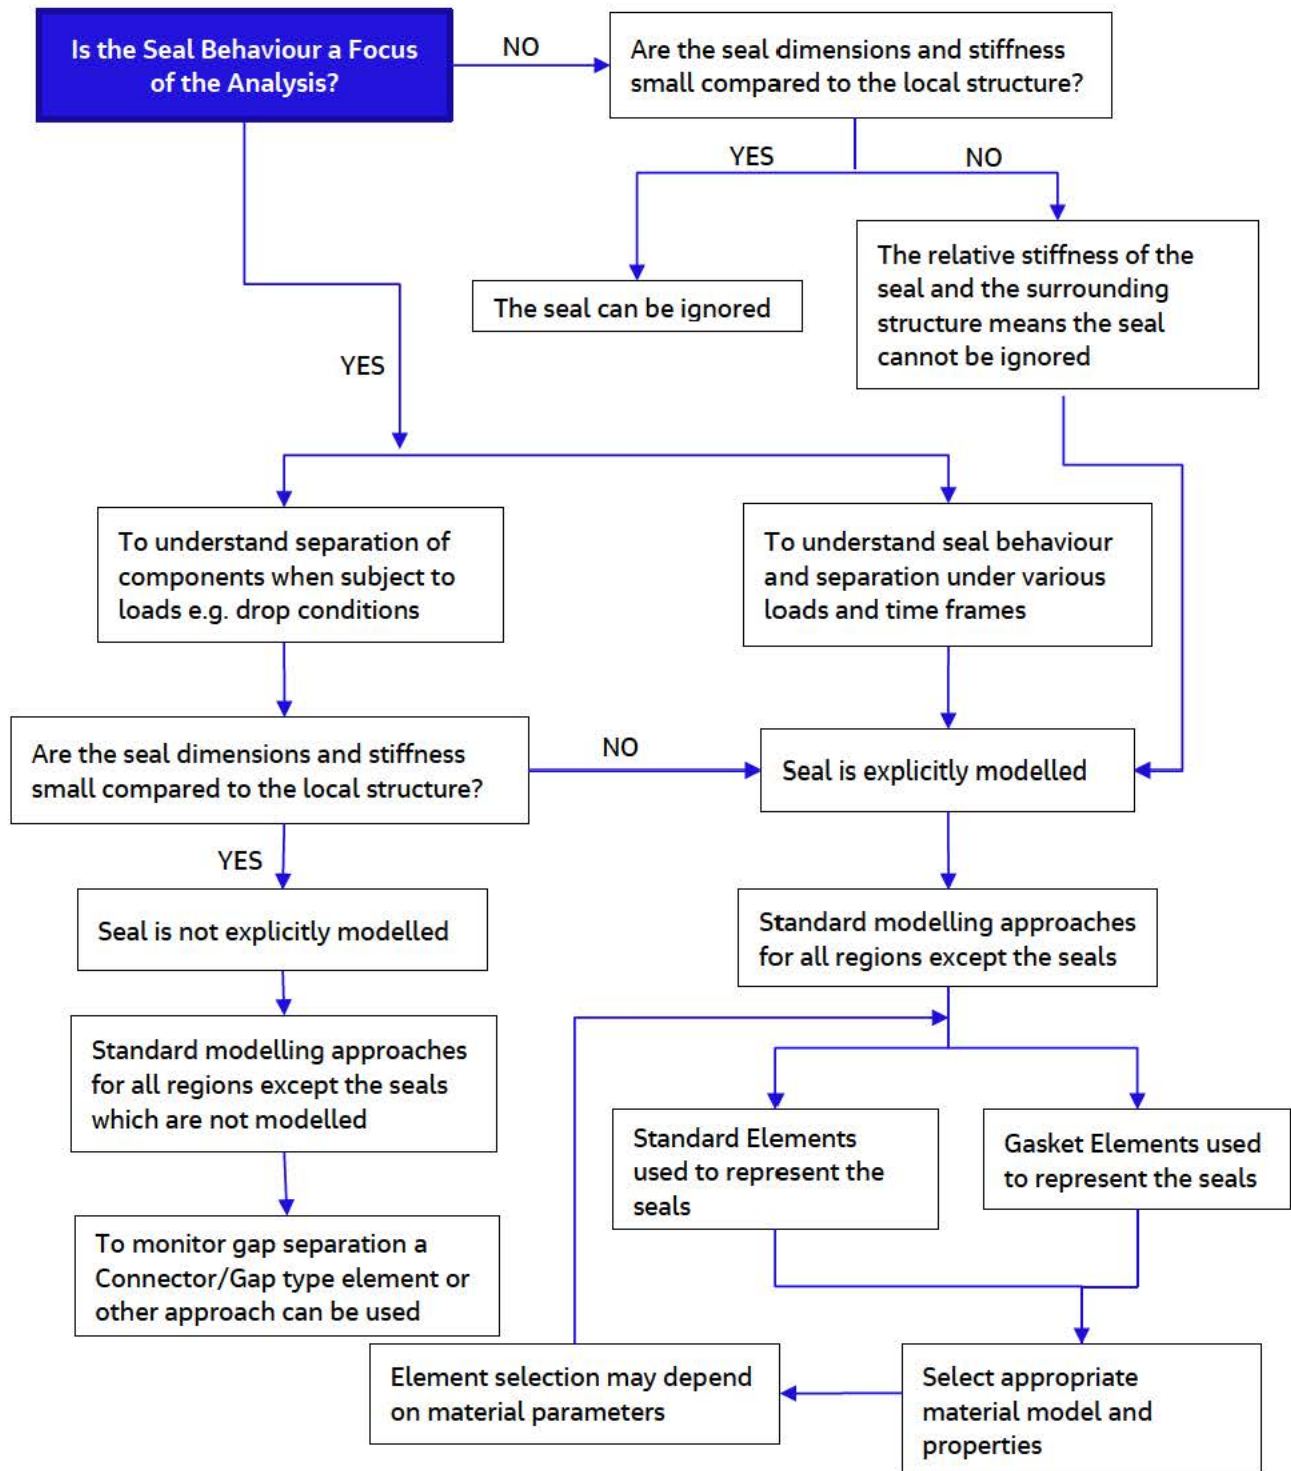 Is the Seal Behaviour a Focus
of the Analysis?
NO
Are the seal dimensions and stiffness
small compared to the local structure?
YES
NO
The seal can be ignored
The relative stiffness of the
seal and the surrounding
structure means the seal
cannot be ignored
YES
To understand separation of
components when subject to
loads e.g. drop conditions
To understand seal behaviour
and separation under various
loads and time frames
Are the seal dimensions and stiffness
small compared to the local structure?
NO
Seal is explicitly modelled
YES
Seal is not explicitly modelled
Standard modelling approaches
for all regions except the seals
Standard modelling approaches
for all regions except the seals
which are not modelled
Standard Elements
used to represent the
seals
Gasket Elements used
to represent the seals
To monitor gap separation a
Connector/Gap type element or
other approach can be used
Element selection may depend
on material parameters
Select appropriate
material model and
properties